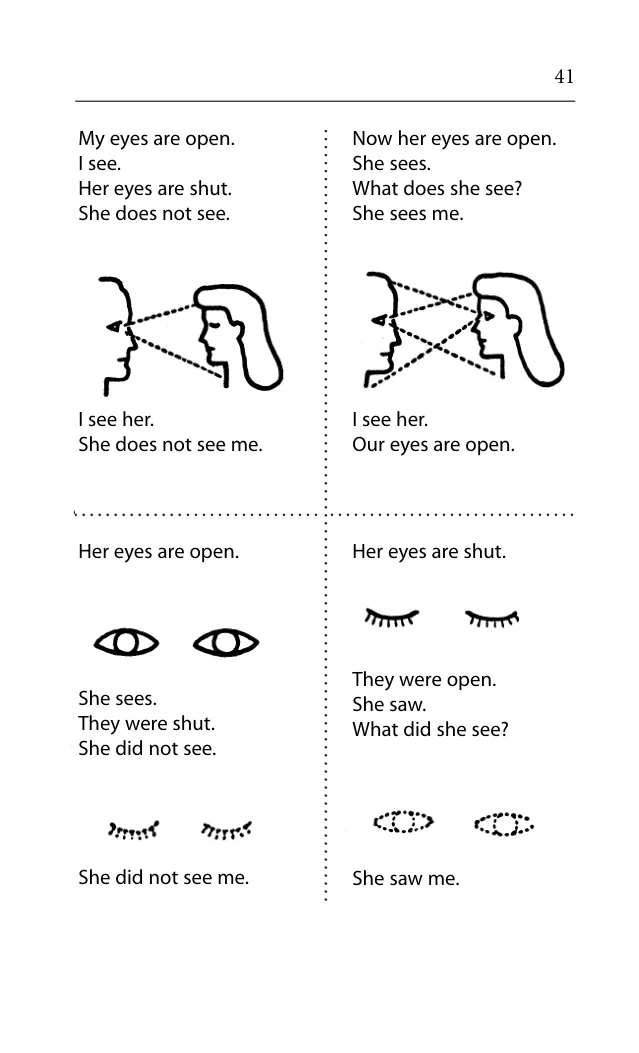 41
My eyes are open.
I see.
Her eyes are shut.
She does not see.
I see her.
She does not see me.
Now her eyes are open.
She sees.
What does she see?
She sees me.
I see her.
Our eyes are open.
Her eyes are open.
She sees.
They were shut.
She did not see.
She did not see me.
Her eyes are shut.
They were open.
She saw.
What did she see?
She saw me.